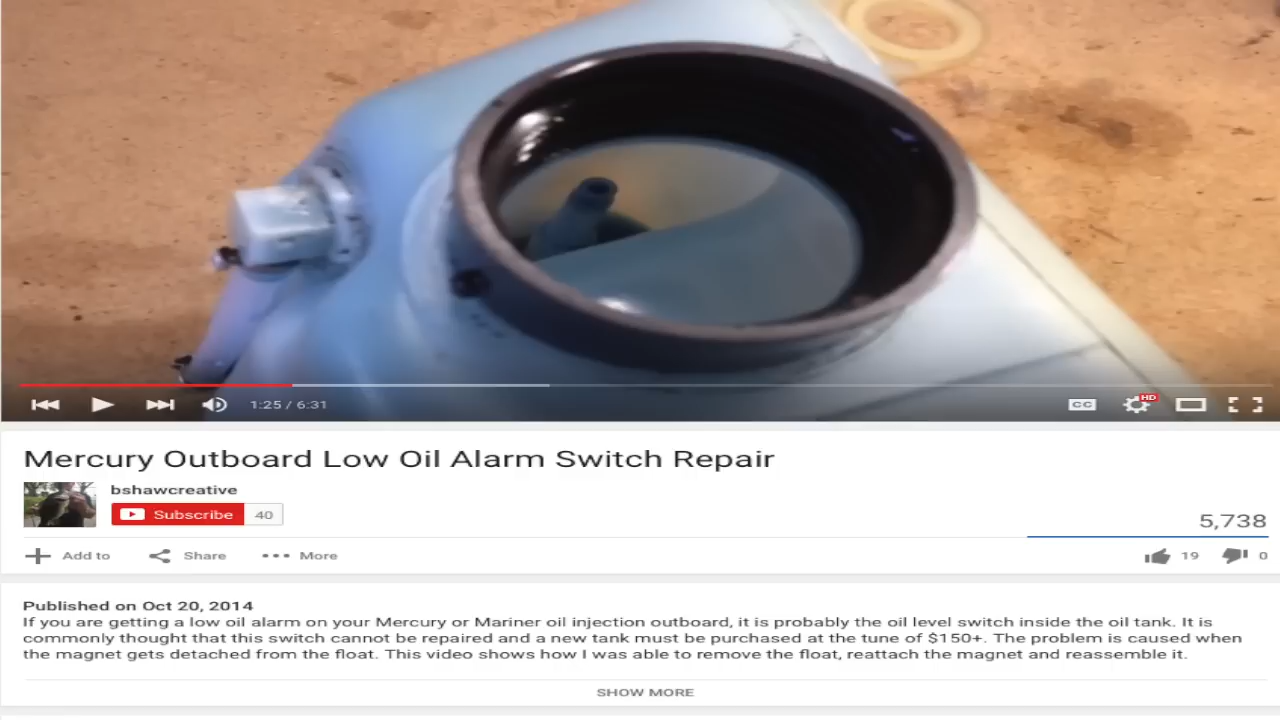 1:25 / 6:31
CC
HD
Mercury Outboard Low Oil Alarm Switch Repair
bshawcreative
Subscribe 40
5,738
Add to Share More 19 0
Published on Oct 20, 2014
If you are getting a low oil alarm on your Mercury or Mariner oil injection outboard, it is probably the oil level switch inside the oil tank. It is
commonly thought that this switch cannot be repaired and a new tank must be purchased at the tune of $150+. The problem is caused when
the magnet gets detached from the float. This video shows how I was able to remove the float, reattach the magnet and reassemble it.
SHOW MORE